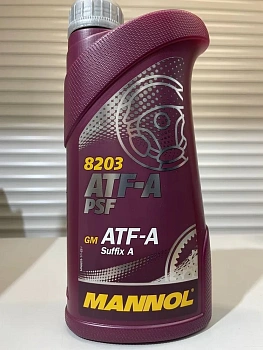 8203
ATF-A
PSF
GM ATF-A
Suffix A
MANNOL